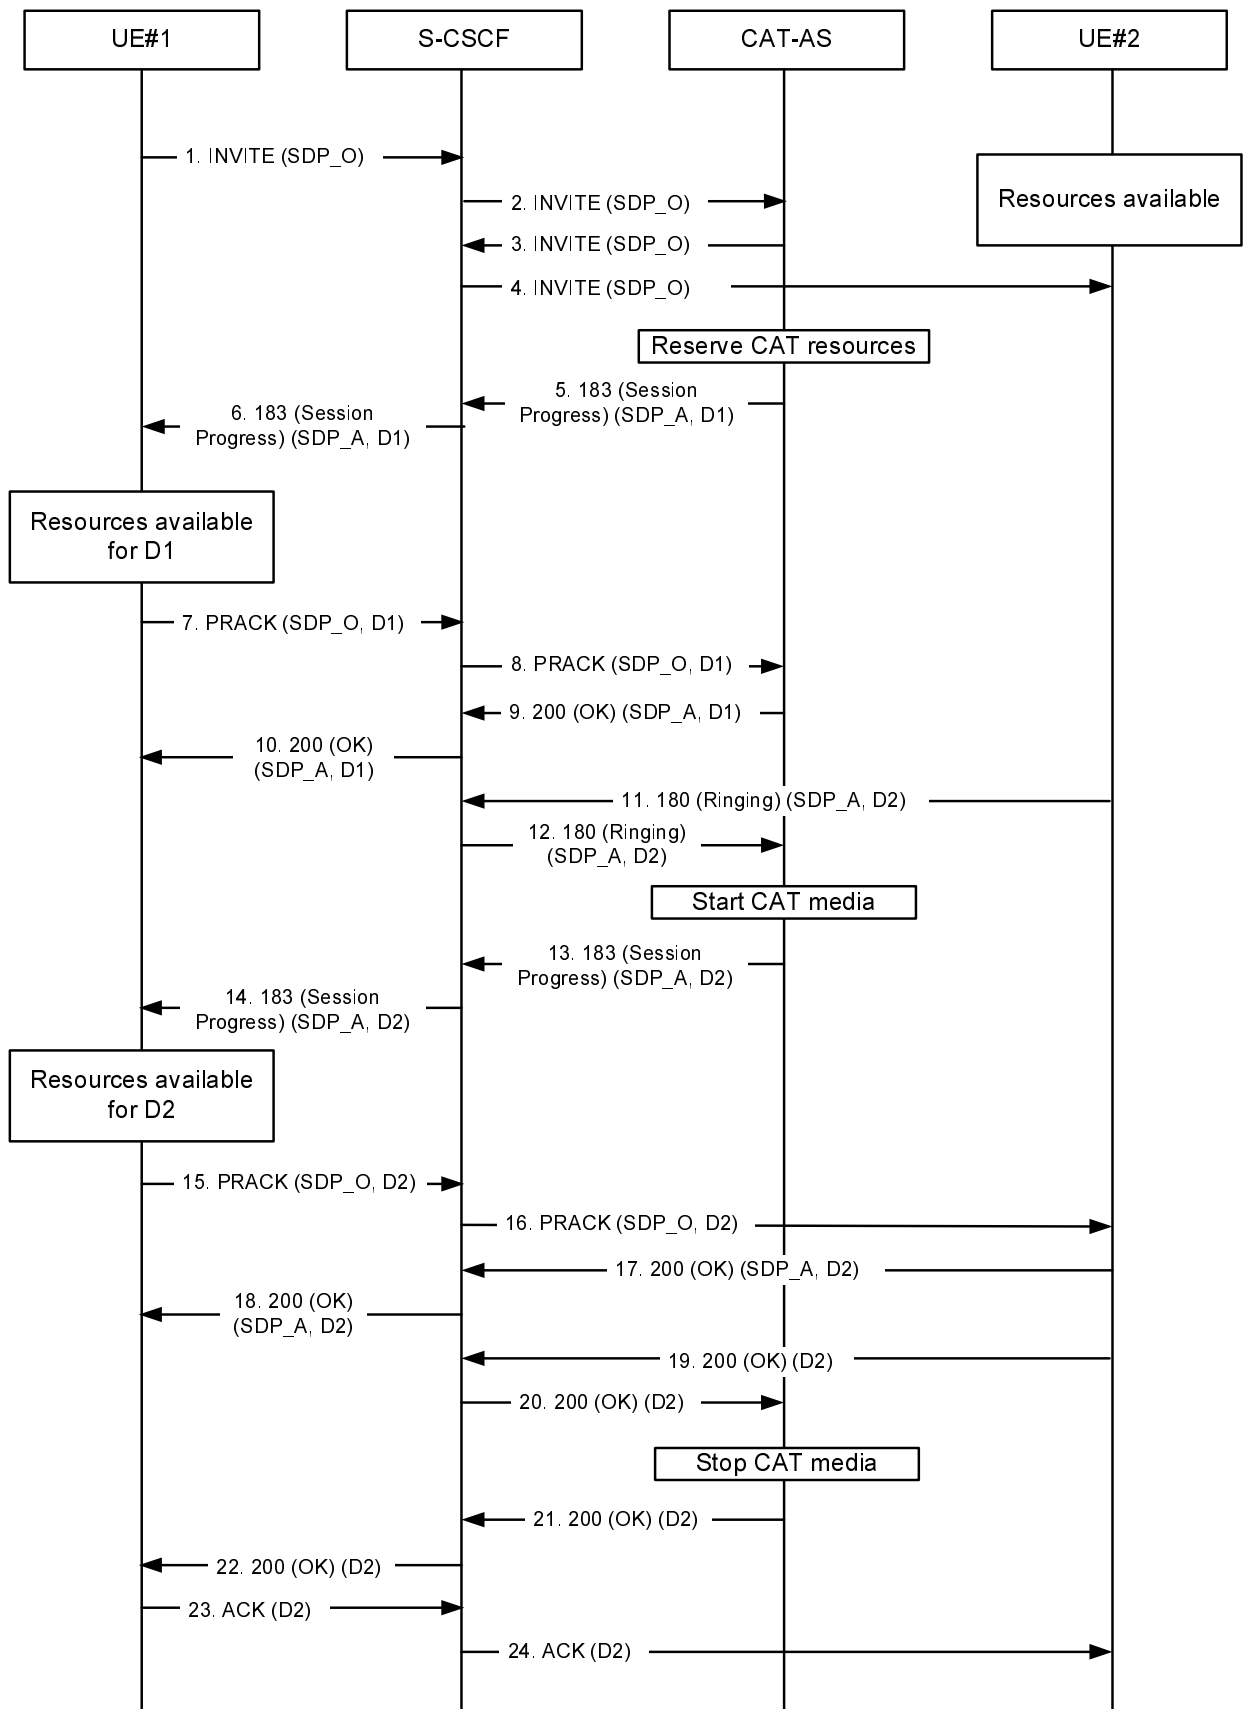 UE#1
S-CSCF
CAT-AS
UE#2
1. INVITE (SDP_O)
Resources available
2. INVITE (SDP_O)
3. INVITE (SDP_O)
4. INVITE (SDP_O)
Reserve CAT resources
5. 183 (Session
Progress) (SDP_A, D1)
6. 183 (Session
Progress) (SDP_A, D1)
Resources available
for D1
7. PRACK (SDP_O, D1)
8. PRACK (SDP_O, D1)
9. 200 (OK) (SDP_A, D1)
10. 200 (OK)
(SDP_A, D1)
11. 180 (Ringing) (SDP_A, D2)
12. 180 (Ringing)
(SDP_A, D2)
Start CAT media
13. 183 (Session
Progress) (SDP_A, D2)
14. 183 (Session
Progress) (SDP_A, D2)
Resources available
for D2
15. PRACK (SDP_O, D2)
16. PRACK (SDP_O, D2)
17. 200 (OK) (SDP_A, D2)
18. 200 (OK)
(SDP_A, D2)
19. 200 (OK) (D2)
20. 200 (OK) (D2)
Stop CAT media
21. 200 (OK) (D2)
22. 200 (OK) (D2)
23. ACK (D2)
24. ACK (D2)